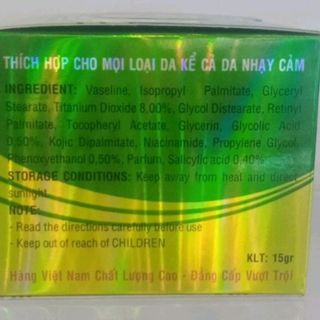 THÍCH HỢP CHO MỌI LOẠI DA KỂ CẢ DA NHẠY CẢM
INGREDIENT: Vaseline, Isopropyl Palmitate, Glyceryl
Stearate, Titanium Dioxide 8,00%, Glycol Distearate, Retinyl
Palmitate, Tocopheryl Acetate, Glycerin, Glycolic Acid
0,50%, Kojic Dipalmitate, Niacinamide, Propylene Glycol,
Phenoxyethanol 0,50%, Parfum, Salicylic acid 0,40%
STORAGE CONDITIONS: Keep away from heat and direct
sunlight
NOTE:
- Read the directions carefully before use
- Keep out of reach of CHILDREN
KLT: 15gr
Hàng Việt Nam Chất Lượng Cao - Đẳng Cấp Vượt Trội